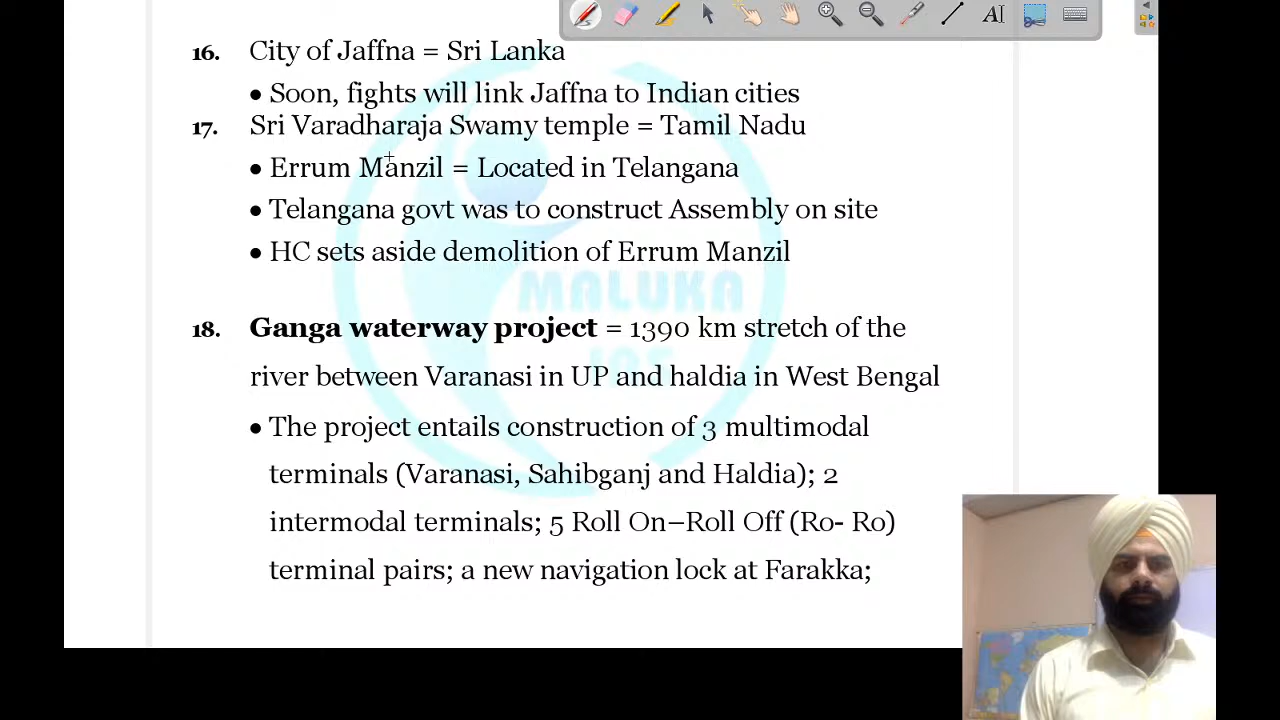 AI
16. City of Jaffna = Sri Lanka
• Soon, fights will link Jaffna to Indian cities
17. Sri Varadharaja Swamy temple = Tamil Nadu
• Errum Manzil = Located in Telangana
• Telangana govt was to construct Assembly on site
• HC sets aside demolition of Errum Manzil
MALUKA
IAS
18. Ganga waterway project = 1390 km stretch of the
river between Varanasi in UP and haldia in West Bengal
• The project entails construction of 3 multimodal
terminals (Varanasi, Sahibganj and Haldia); 2
intermodal terminals; 5 Roll On–Roll Off (Ro- Ro)
terminal pairs; a new navigation lock at Farakka;